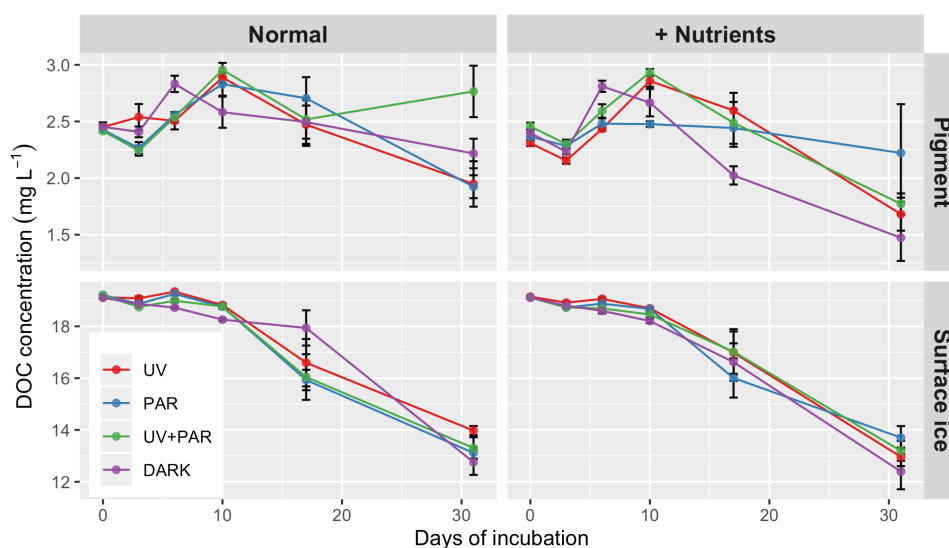 Normal
+ Nutrients
DOC concentration (mg L⁻¹)
3.0
2.5
2.0
1.5
Pigment
18
16
14
12
Surface ice
UV
PAR
UV+PAR
DARK
0 10 20 30
0 10 20 30
Days of incubation